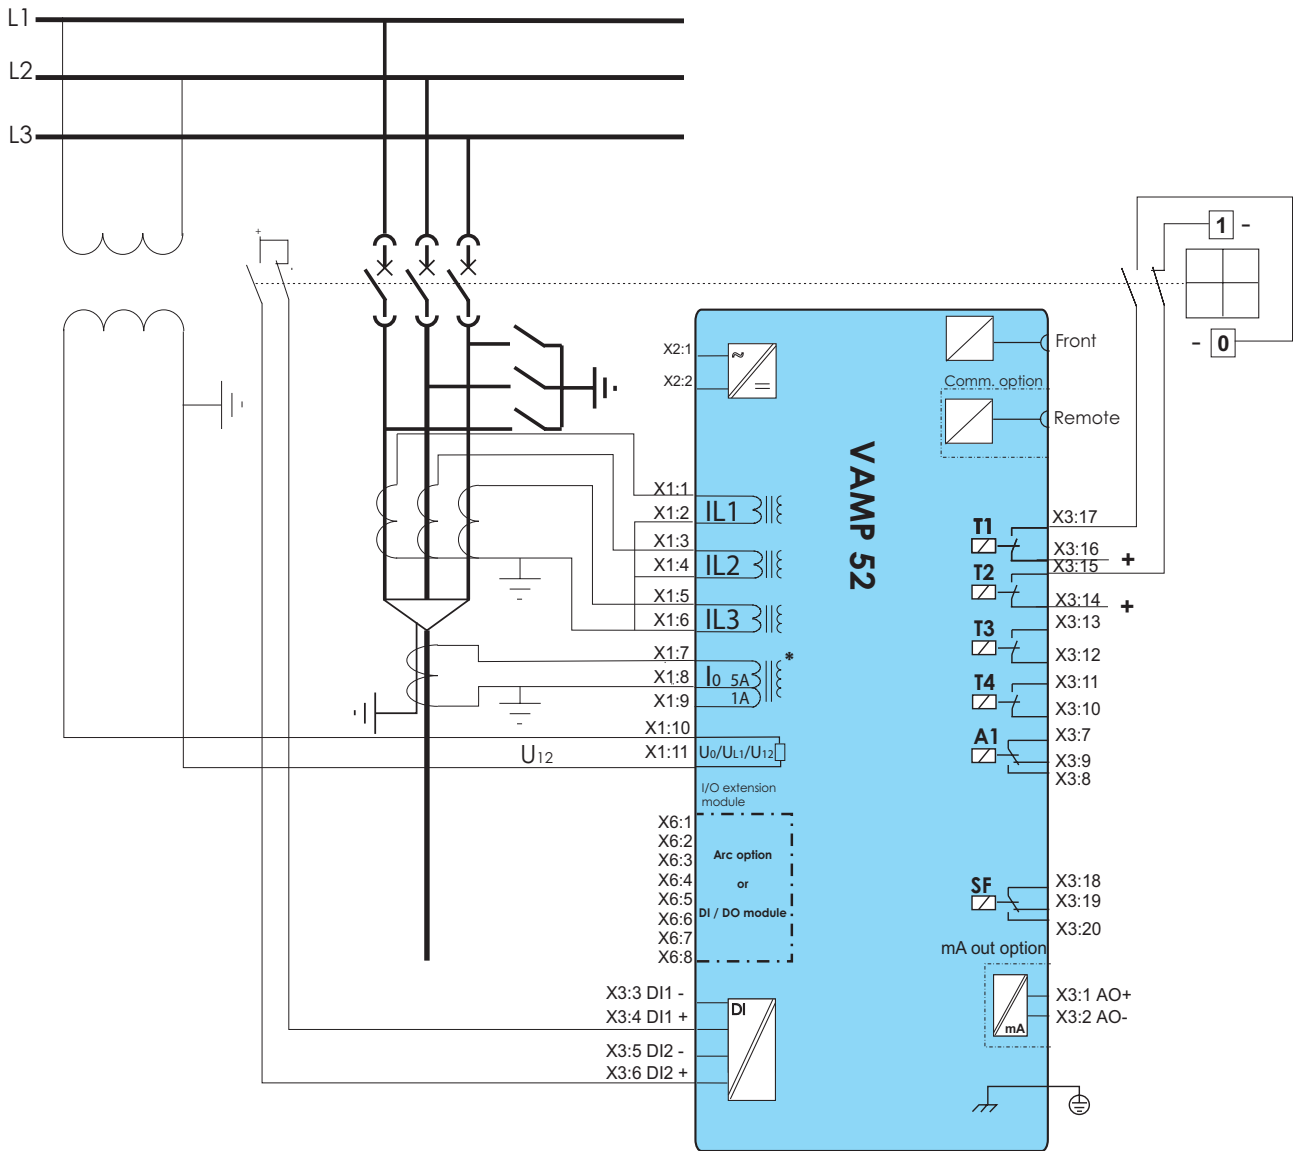 L1
L2
L3
+
1 -
- 0
X2:1
X2:2
Front
Comm. option
Remote
VAMP 52
X1:1
X1:2
IL1
X1:3
X1:4
IL2
X1:5
X1:6
IL3
X1:7
X1:8
X1:9
I0 5A
1A
*
X1:10
X1:11
U12
U0/UL1/U12
I/O extension
module
X6:1
X6:2
X6:3
X6:4
X6:5
X6:6
X6:7
X6:8
Arc option
or
DI / DO module
X3:3 DI1 -
X3:4 DI1 +
X3:5 DI2 -
X3:6 DI2 +
DI
T1
X3:17
X3:16
+
T2
X3:15
X3:14
+
T3
X3:13
X3:12
T4
X3:11
X3:10
A1
X3:7
X3:9
X3:8
SF
X3:18
X3:19
X3:20
mA out option
mA
X3:1 AO+
X3:2 AO-